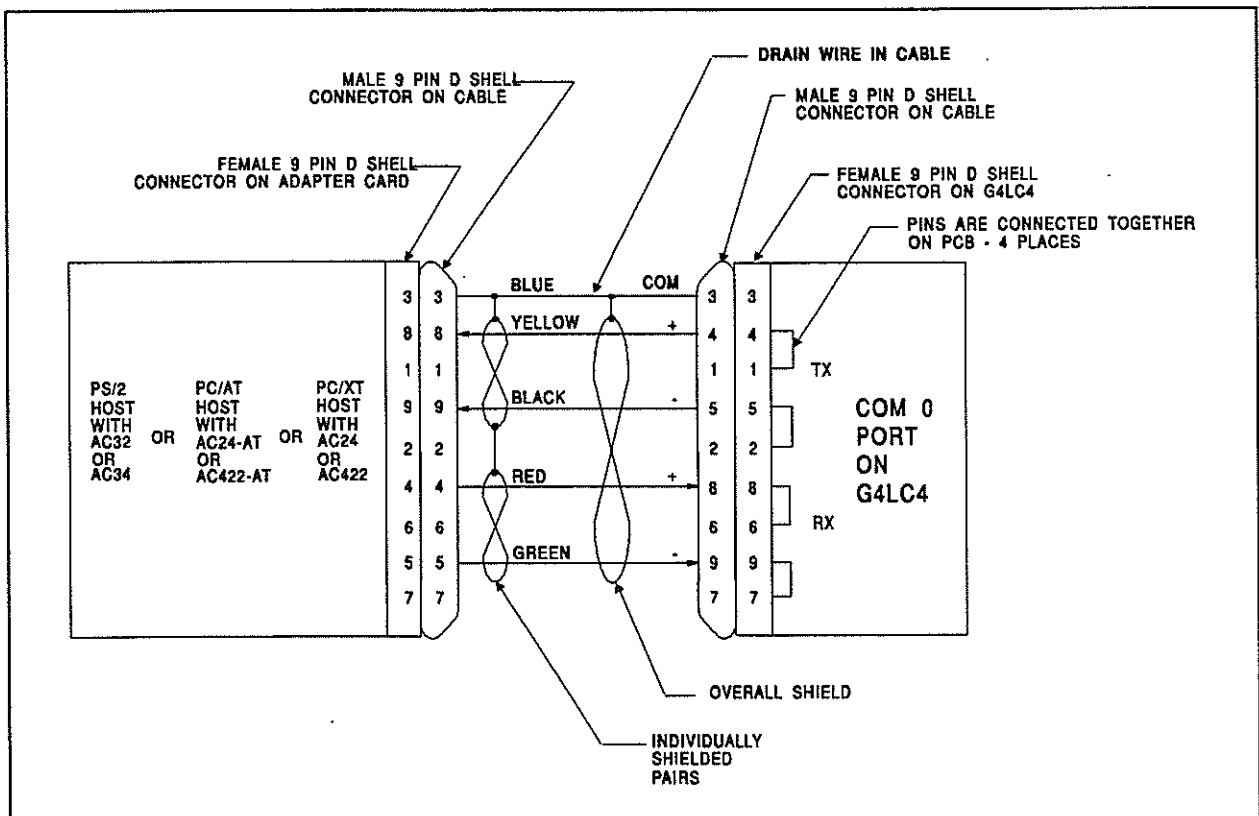 DRAIN WIRE IN CABLE
MALE 9 PIN D SHELL
CONNECTOR ON CABLE
MALE 9 PIN D SHELL
CONNECTOR ON CABLE
FEMALE 9 PIN D SHELL
CONNECTOR ON ADAPTER CARD
FEMALE 9 PIN D SHELL
CONNECTOR ON G4LC4
PINS ARE CONNECTED TOGETHER
ON PCB - 4 PLACES
3 3 BLUE COM 3 3
8 8 YELLOW + 4 4
1 1 1 1 TX
9 9 BLACK - 5 5
2 2 2 2
4 4 RED + 8 8
6 6 6 6 RX
5 5 GREEN - 9 9
7 7 7 7
PS/2
HOST
WITH
AC32
OR
AC34
OR
PC/AT
HOST
WITH
AC24-AT
OR
AC422-AT
OR
PC/XT
HOST
WITH
AC24
OR
AC422
COM 0
PORT
ON
G4LC4
OVERALL SHIELD
INDIVIDUALLY
SHIELDED
PAIRS